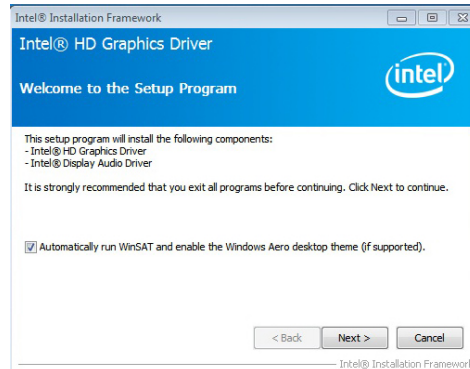 Intel® Installation Framework
Intel® HD Graphics Driver
intel
Welcome to the Setup Program
This setup program will install the following components:
- Intel® HD Graphics Driver
- Intel® Display Audio Driver
It is strongly recommended that you exit all programs before continuing. Click Next to continue.
Automatically run WinSAT and enable the Windows Aero desktop theme (if supported).
< Back
Next >
Cancel
Intel® Installation Framework